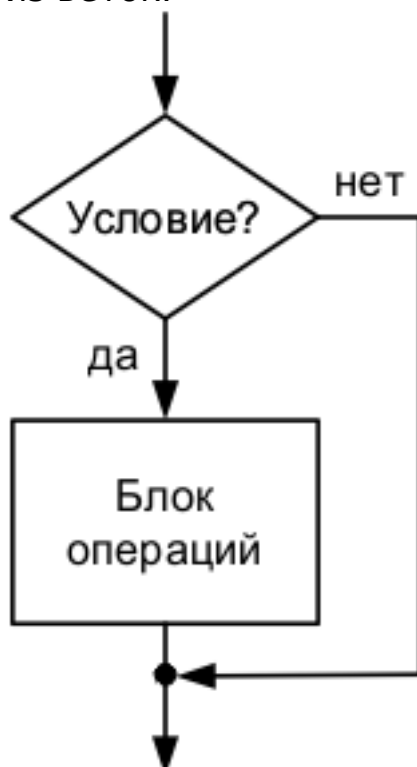 нет
Условие?
да
Блок
операций